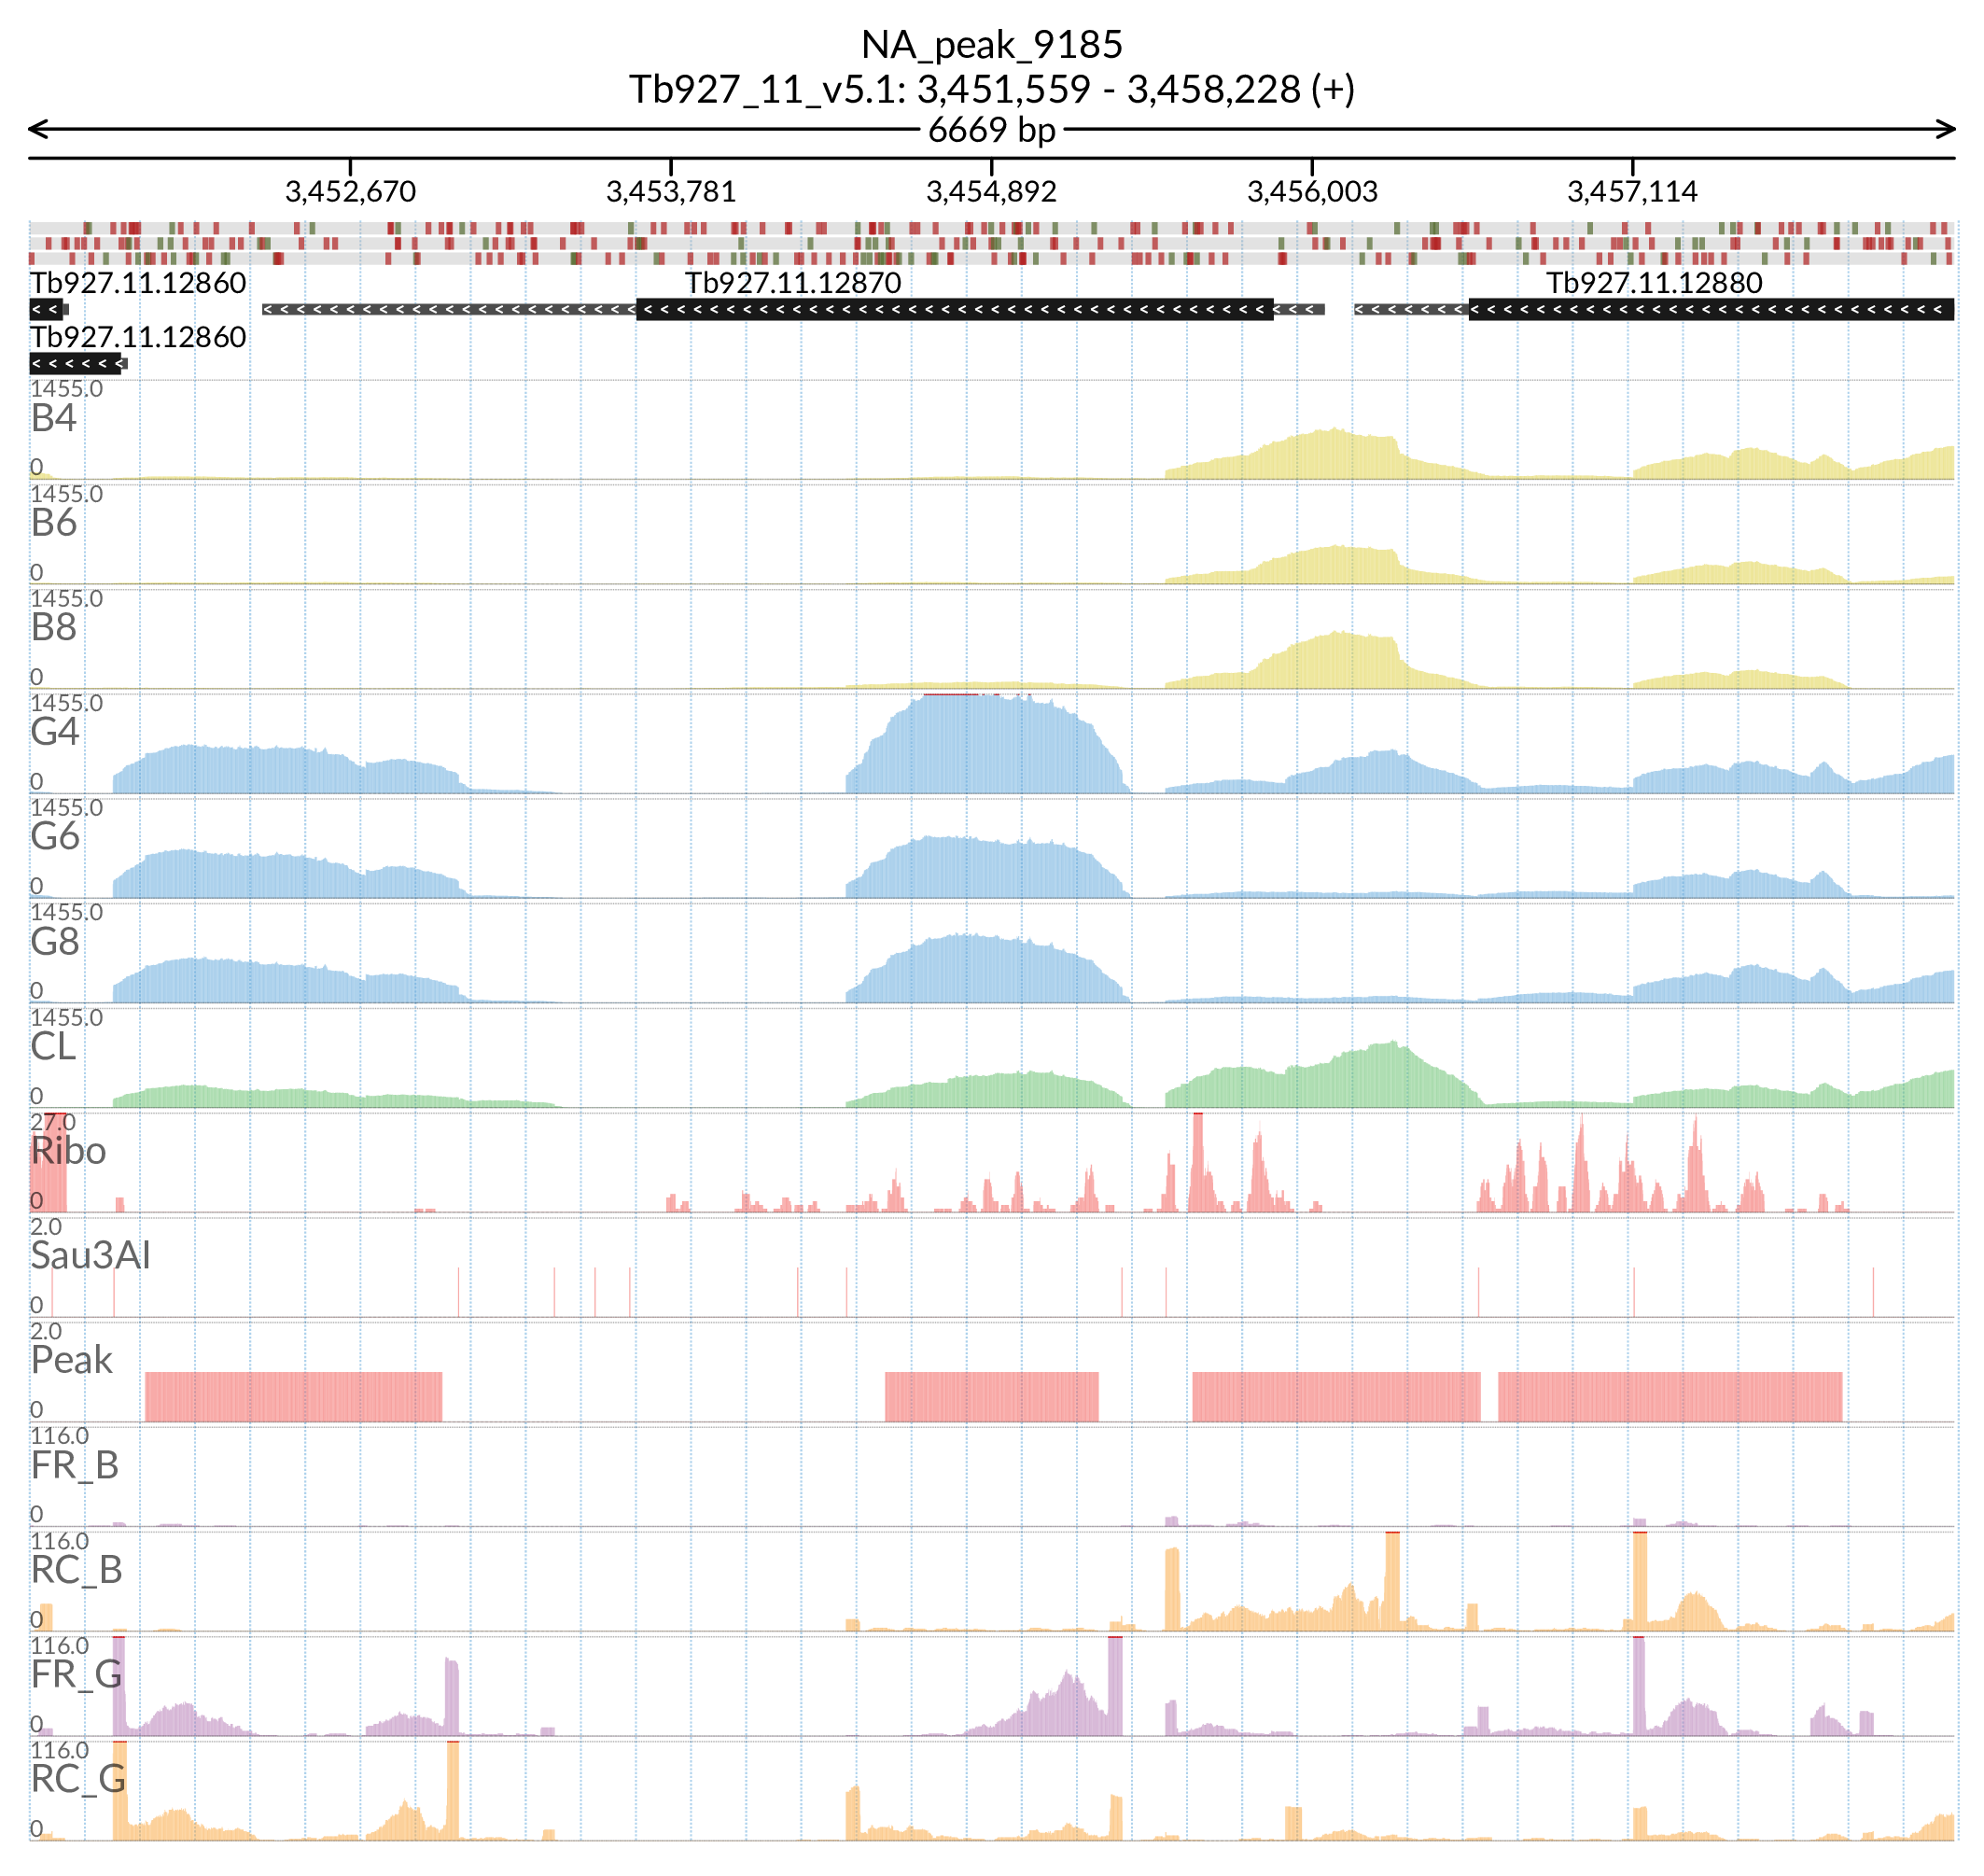 NA_peak_9185
Tb927_11_v5.1: 3,451,559 - 3,458,228 (+)
6669 bp
3,452,670 3,453,781 3,454,892 3,456,003 3,457,114
Tb927.11.12860 Tb927.11.12870 Tb927.11.12880
Tb927.11.12860
1455.0
B4
0
1455.0
B6
0
1455.0
B8
0
1455.0
G4
0
1455.0
G6
0
1455.0
G8
0
1455.0
CL
0
27.0
Ribo
0
2.0
Sau3AI
0
2.0
Peak
0
116.0
FR_B
0
116.0
RC_B
0
116.0
FR_G
0
116.0
RC_G
0